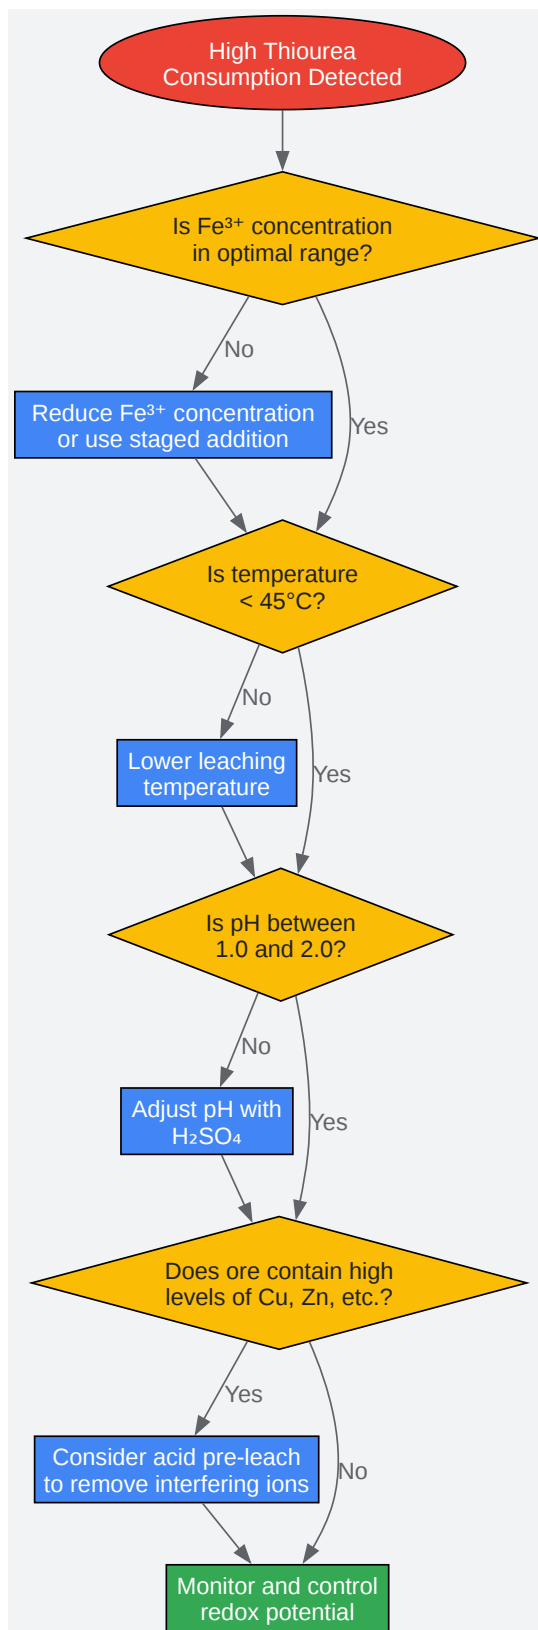 High Thiourea
Consumption Detected
Is Fe³⁺ concentration
in optimal range?
No
Yes
Reduce Fe³⁺ concentration
or use staged addition
Is temperature
< 45°C?
No
Yes
Lower leaching
temperature
Is pH between
1.0 and 2.0?
No
Yes
Adjust pH with
H₂SO₄
Does ore contain high
levels of Cu, Zn, etc.?
Yes
No
Consider acid pre-leach
to remove interfering ions
Monitor and control
redox potential